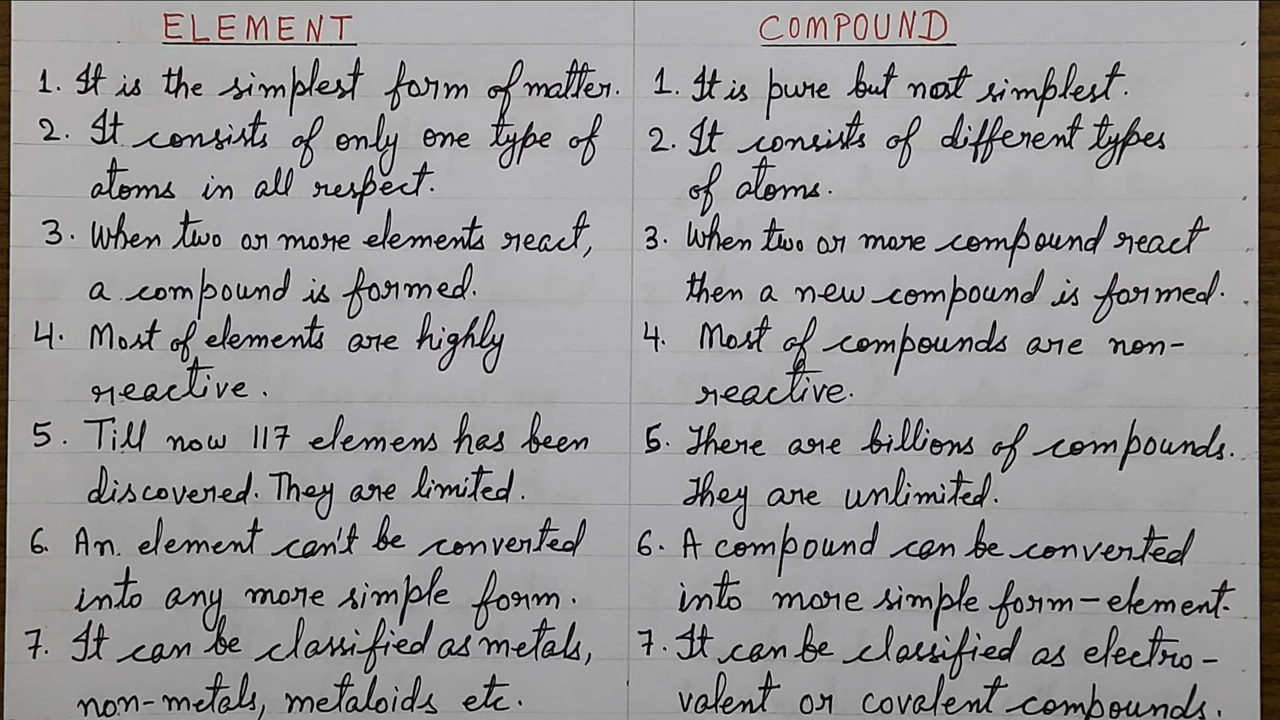 ELEMENT
1. It is the simplest form of matter.
2. It consists of only one type of
atoms in all respect.
3. When two or more elements react,
a compound is formed.
4. Most of elements are highly
reactive.
5. Till now 117 elemens has been
discovered. They are limited.
6. An element can't be converted
into any more simple form.
7. It can be classified as metals,
non-metals, metaloids etc.
COMPOUND
1. It is pure but not simplest.
2. It consists of different types
of atoms.
3. When two or more compound react
then a new compound is formed.
4. Most of compounds are non-
reactive.
5. There are billions of compounds.
They are unlimited.
6. A compound can be converted
into more simple form-element.
7. It can be classified as electro-
valent or covalent compounds.